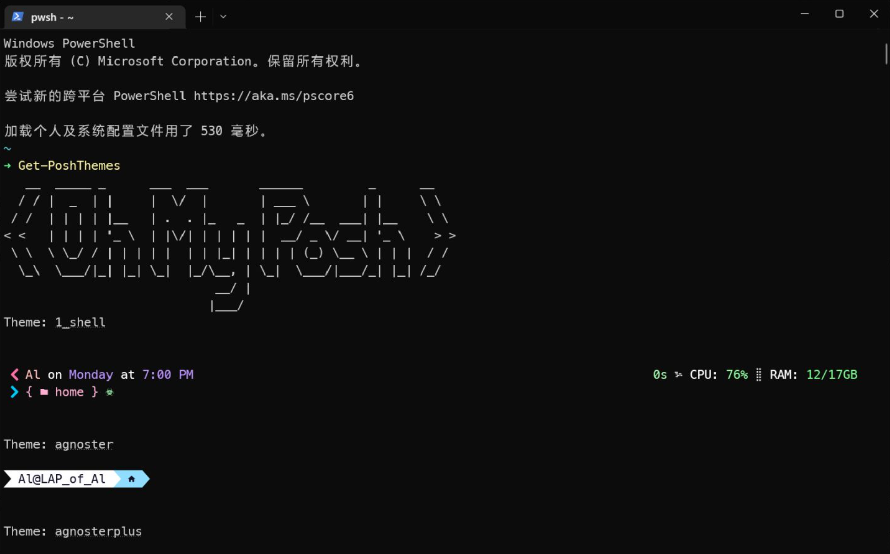 pwsh - ~
Windows PowerShell
版权所有 (C) Microsoft Corporation。保留所有权利。
尝试新的跨平台 PowerShell https://aka.ms/pscore6
加载个人及系统配置文件用了 530 毫秒。
~
➜ Get-PoshThemes
< Oh My Posh >
Theme: 1_shell
Al on Monday at 7:00 PM 0s CPU: 76% RAM: 12/17GB
{ home }
Theme: agnoster
Al@LAP_of_Al
Theme: agnosterplus